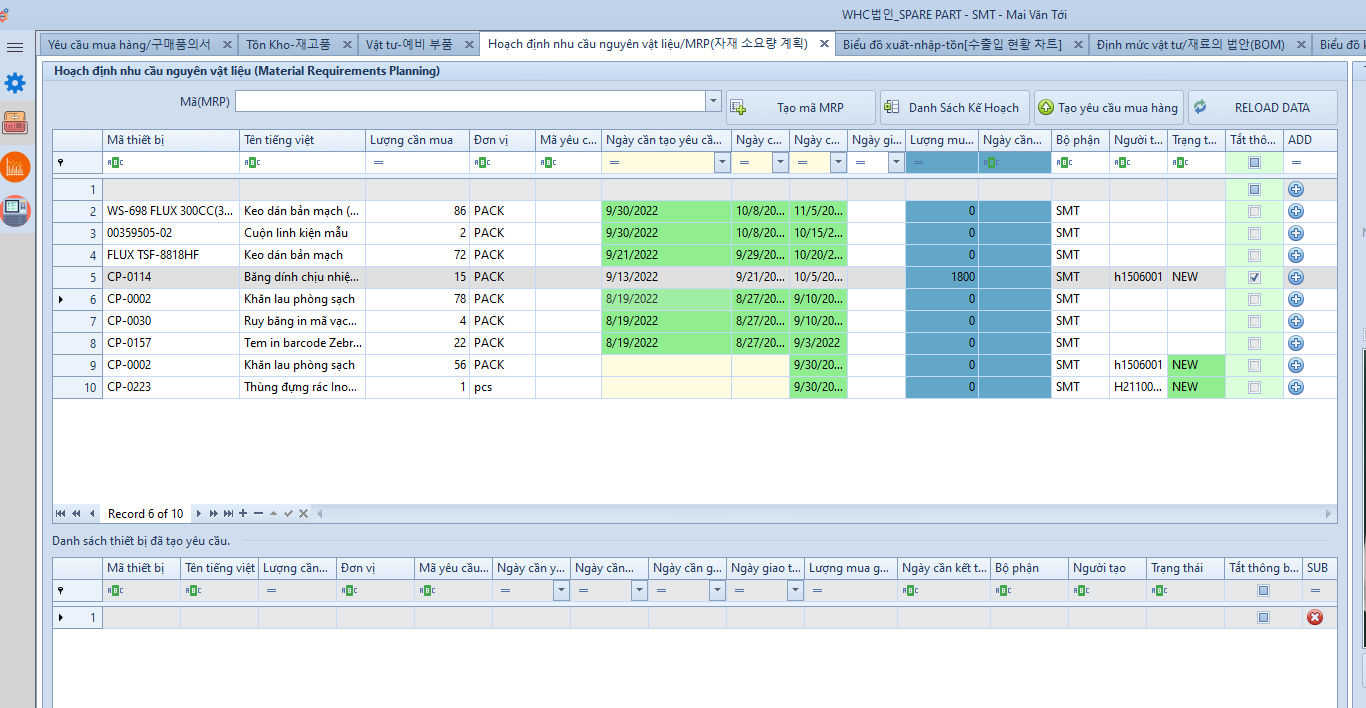 WHC법인_SPARE PART - SMT - Mai Văn Tới
Yêu cầu mua hàng/구매품의서 Tồn Kho-재고품 Vật tư-예비 부품 Hoạch định nhu cầu nguyên vật liệu/MRP(자재 소요량 계획) Biểu đồ xuất-nhập-tồn[수출입 현황 차트] Định mức vật tư/재료의 법안(BOM) Biểu đồ
Hoạch định nhu cầu nguyên vật liệu (Material Requirements Planning)
Mã(MRP) Tạo mã MRP Danh Sách Kế Hoạch Tạo yêu cầu mua hàng RELOAD DATA
Mã thiết bị Tên tiếng việt Lượng cần mua Đơn vị Mã yêu c... Ngày cần tạo yêu cầ... Ngày c... Ngày c... Ngày gi... Lượng mu... Ngày cần... Bộ phận Người t... Trạng t... Tắt thô... ADD
ABC ABC = ABC ABC = = = = = ABC ABC ABC ABC =
1
2 WS-698 FLUX 300CC(3... Keo dán bản mạch (... 86 PACK 9/30/2022 10/8/20... 11/5/20... 0 SMT
3 00359505-02 Cuộn linh kiện mẫu 2 PACK 9/30/2022 10/8/20... 10/15/2... 0 SMT
4 FLUX TSF-8818HF Keo dán bản mạch 72 PACK 9/21/2022 9/29/20... 10/20/2... 0 SMT
5 CP-0114 Băng dính chịu nhiệ... 15 PACK 9/13/2022 9/21/20... 10/5/20... 1800 SMT h1506001 NEW
6 CP-0002 Khăn lau phòng sạch 78 PACK 8/19/2022 8/27/20... 9/10/20... 0 SMT
7 CP-0030 Ruy băng in mã vạc... 4 PACK 8/19/2022 8/27/20... 9/10/20... 0 SMT
8 CP-0157 Tem in barcode Zebr... 22 PACK 8/19/2022 8/27/20... 9/3/2022 0 SMT
9 CP-0002 Khăn lau phòng sạch 56 PACK 9/30/20... 0 SMT h1506001 NEW
10 CP-0223 Thùng đựng rác Ino... 1 pcs 9/30/20... 0 SMT H21100... NEW
Record 6 of 10
Danh sách thiết bị đã tạo yêu cầu.
Mã thiết bị Tên tiếng việt Lượng cần... Đơn vị Mã yêu cầu... Ngày cần y... Ngày cần... Ngày cần g... Ngày giao t... Lượng mua g... Ngày cần kết t... Bộ phận Người tạo Trạng thái Tắt thông b... SUB
ABC ABC = ABC ABC = = = = = ABC ABC ABC ABC =
1